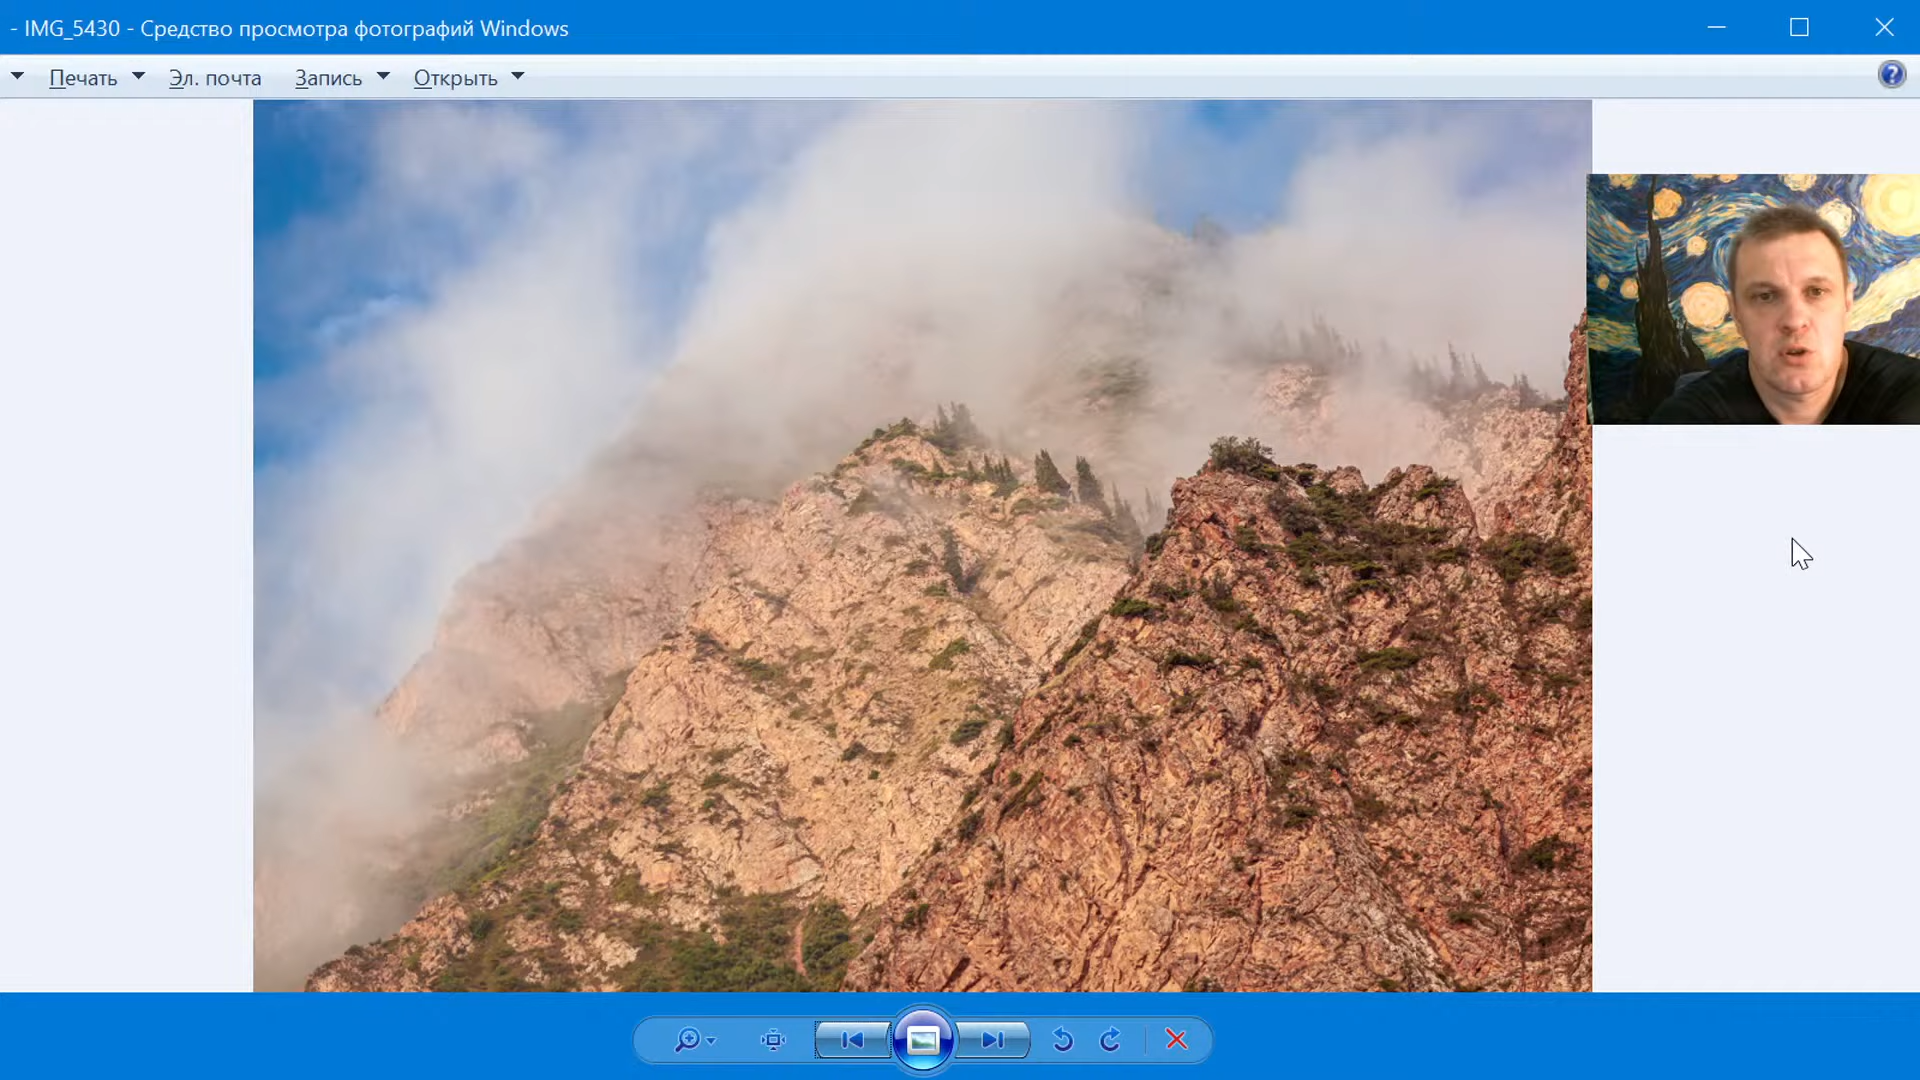 - IMG_5430 - Средство просмотра фотографий Windows
Печать Эл. почта Запись Открыть